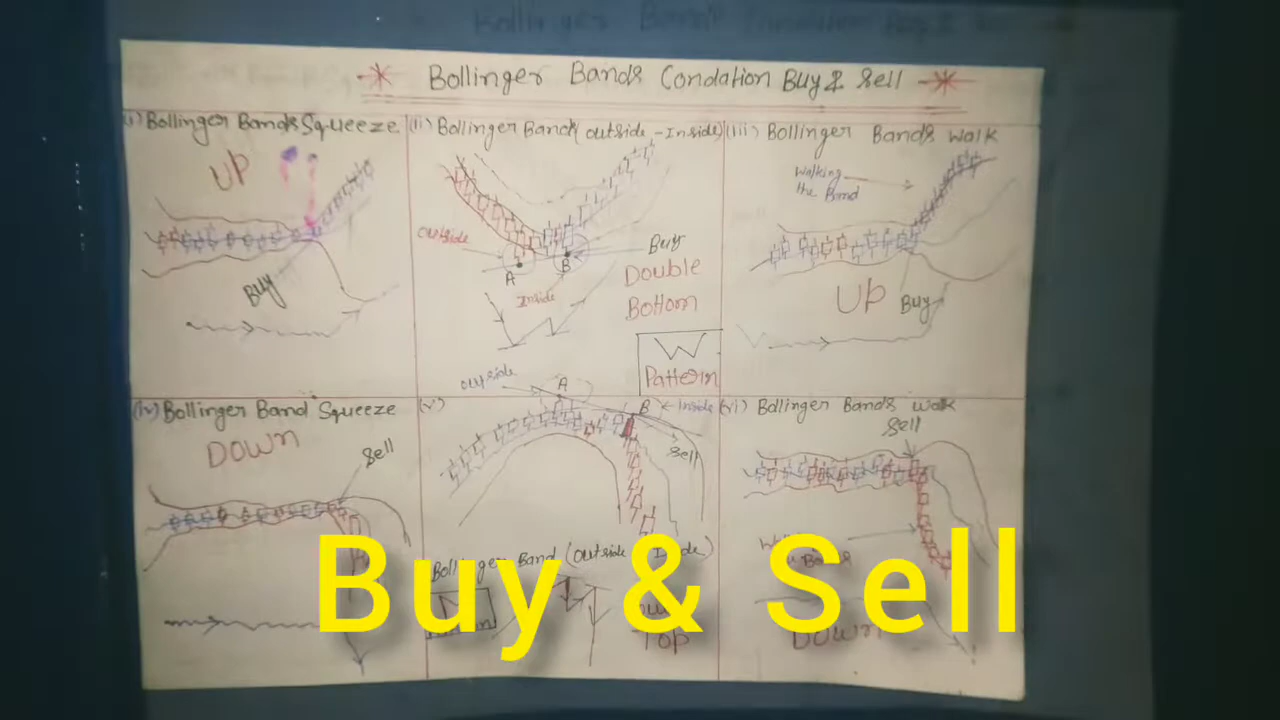 Bollinger Bands Condation Buy & Sell
(i) Bollinger Bands Squeeze
UP
Buy
(ii) Bollinger Band (outside - Inside)
outside
A
B
Inside
Buy
Double
Bottom
W
Pattern
(iii) Bollinger Bands walk
Walking
the Band
UP
Buy
(iv) Bollinger Band Squeeze
DOWN
Sell
(v)
outside
A
B
Inside
Sell
Bollinger Band (outside
(vi) Bollinger Bands walk
Sell
DOWN
Top
Buy & Sell